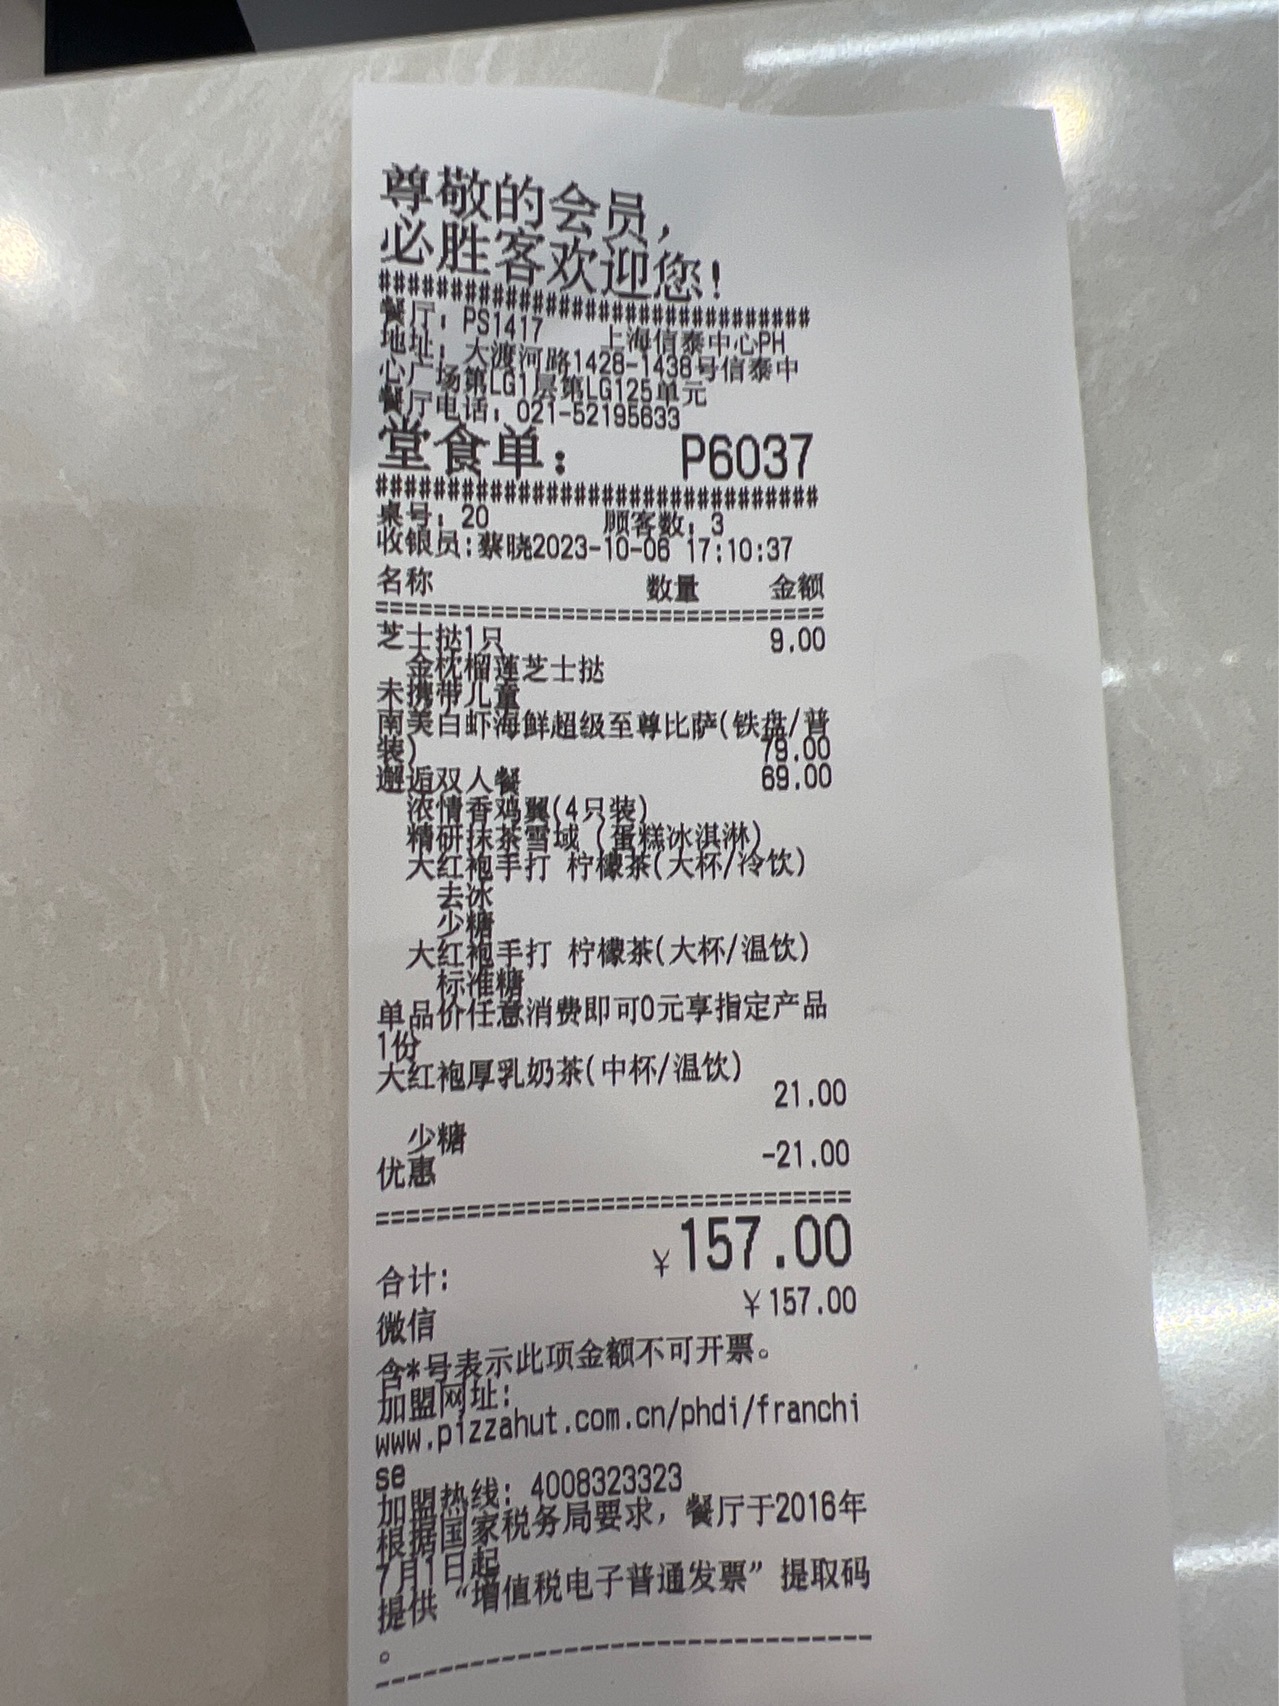 尊敬的会员,
必胜客欢迎您!
##################################
餐厅: PS1417 上海信泰中心PH
地址: 大渡河路1428-1438号信泰中
心广场第LG1层第LG125单元
餐厅电话: 021-52195633
堂食单: P6037
##################################
桌号: 20 顾客数: 3
收银员:蔡晓2023-10-06 17:10:37
名称 数量 金额
================================
芝士挞1只 9.00
金枕榴莲芝士挞
未携带儿童
南美白虾海鲜超级至尊比萨(铁盘/普
装) 79.00
邂逅双人餐 69.00
浓情香鸡翼(4只装)
精研抹茶雪域(蛋糕冰淇淋)
大红袍手打 柠檬茶(大杯/冷饮)
去冰
少糖
大红袍手打 柠檬茶(大杯/温饮)
标准糖
单品价任意消费即可0元享指定产品
1份
大红袍厚乳奶茶(中杯/温饮)
21.00
少糖
优惠 -21.00
================================
合计: ¥157.00
微信 ¥157.00
含*号表示此项金额不可开票。
加盟网址:
www.pizzahut.com.cn/phdi/franchi
se
加盟热线: 4008323323
根据国家税务局要求, 餐厅于2016年
7月1日起
提供“增值税电子普通发票”提取码
。
--------------------------------